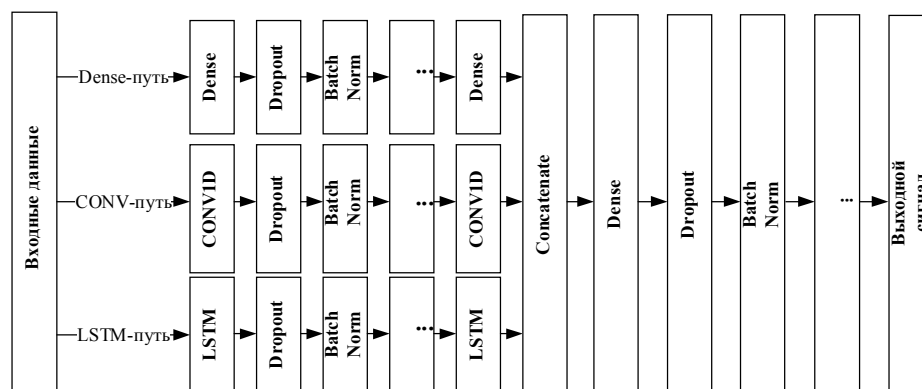 Входные данные
Dense-путь
Dense
Dropout
Batch
Norm
...
Dense
CONV-путь
CONV1D
Dropout
Batch
Norm
...
CONV1D
LSTM-путь
LSTM
Dropout
Batch
Norm
...
LSTM
Concatenate
Dense
Dropout
Batch
Norm
...
Выходной
сигнал